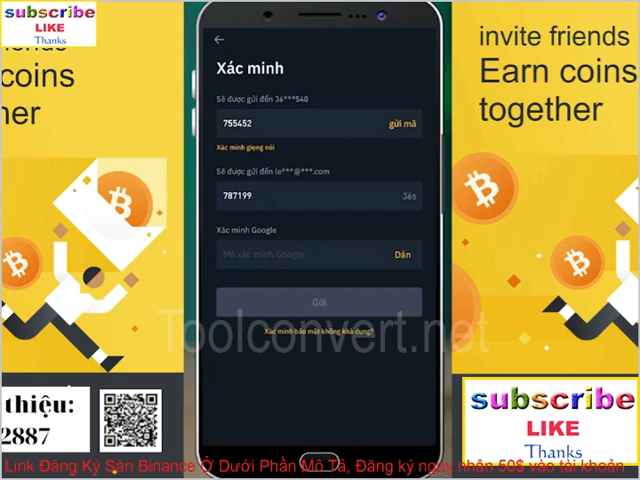 subscribe
LIKE
Thanks
coins
her
Xác minh
Sẽ được gửi đến 36***540
755452
gửi mã
Xác minh giọng nói
Sẽ được gửi đến le***@***.com
787199
36s
Xác minh Google
Mã xác minh Google
Dán
Gửi
Xác minh bảo mật không khả dụng?
Toolconvert.net
invite friends
Earn coins
together
thiệu:
2887
subscribe
LIKE
Thanks
Link Đăng Ký Sàn Binance Ở Dưới Phần Mô Tả, Đăng ký ngay nhận 50$ vào tài khoản